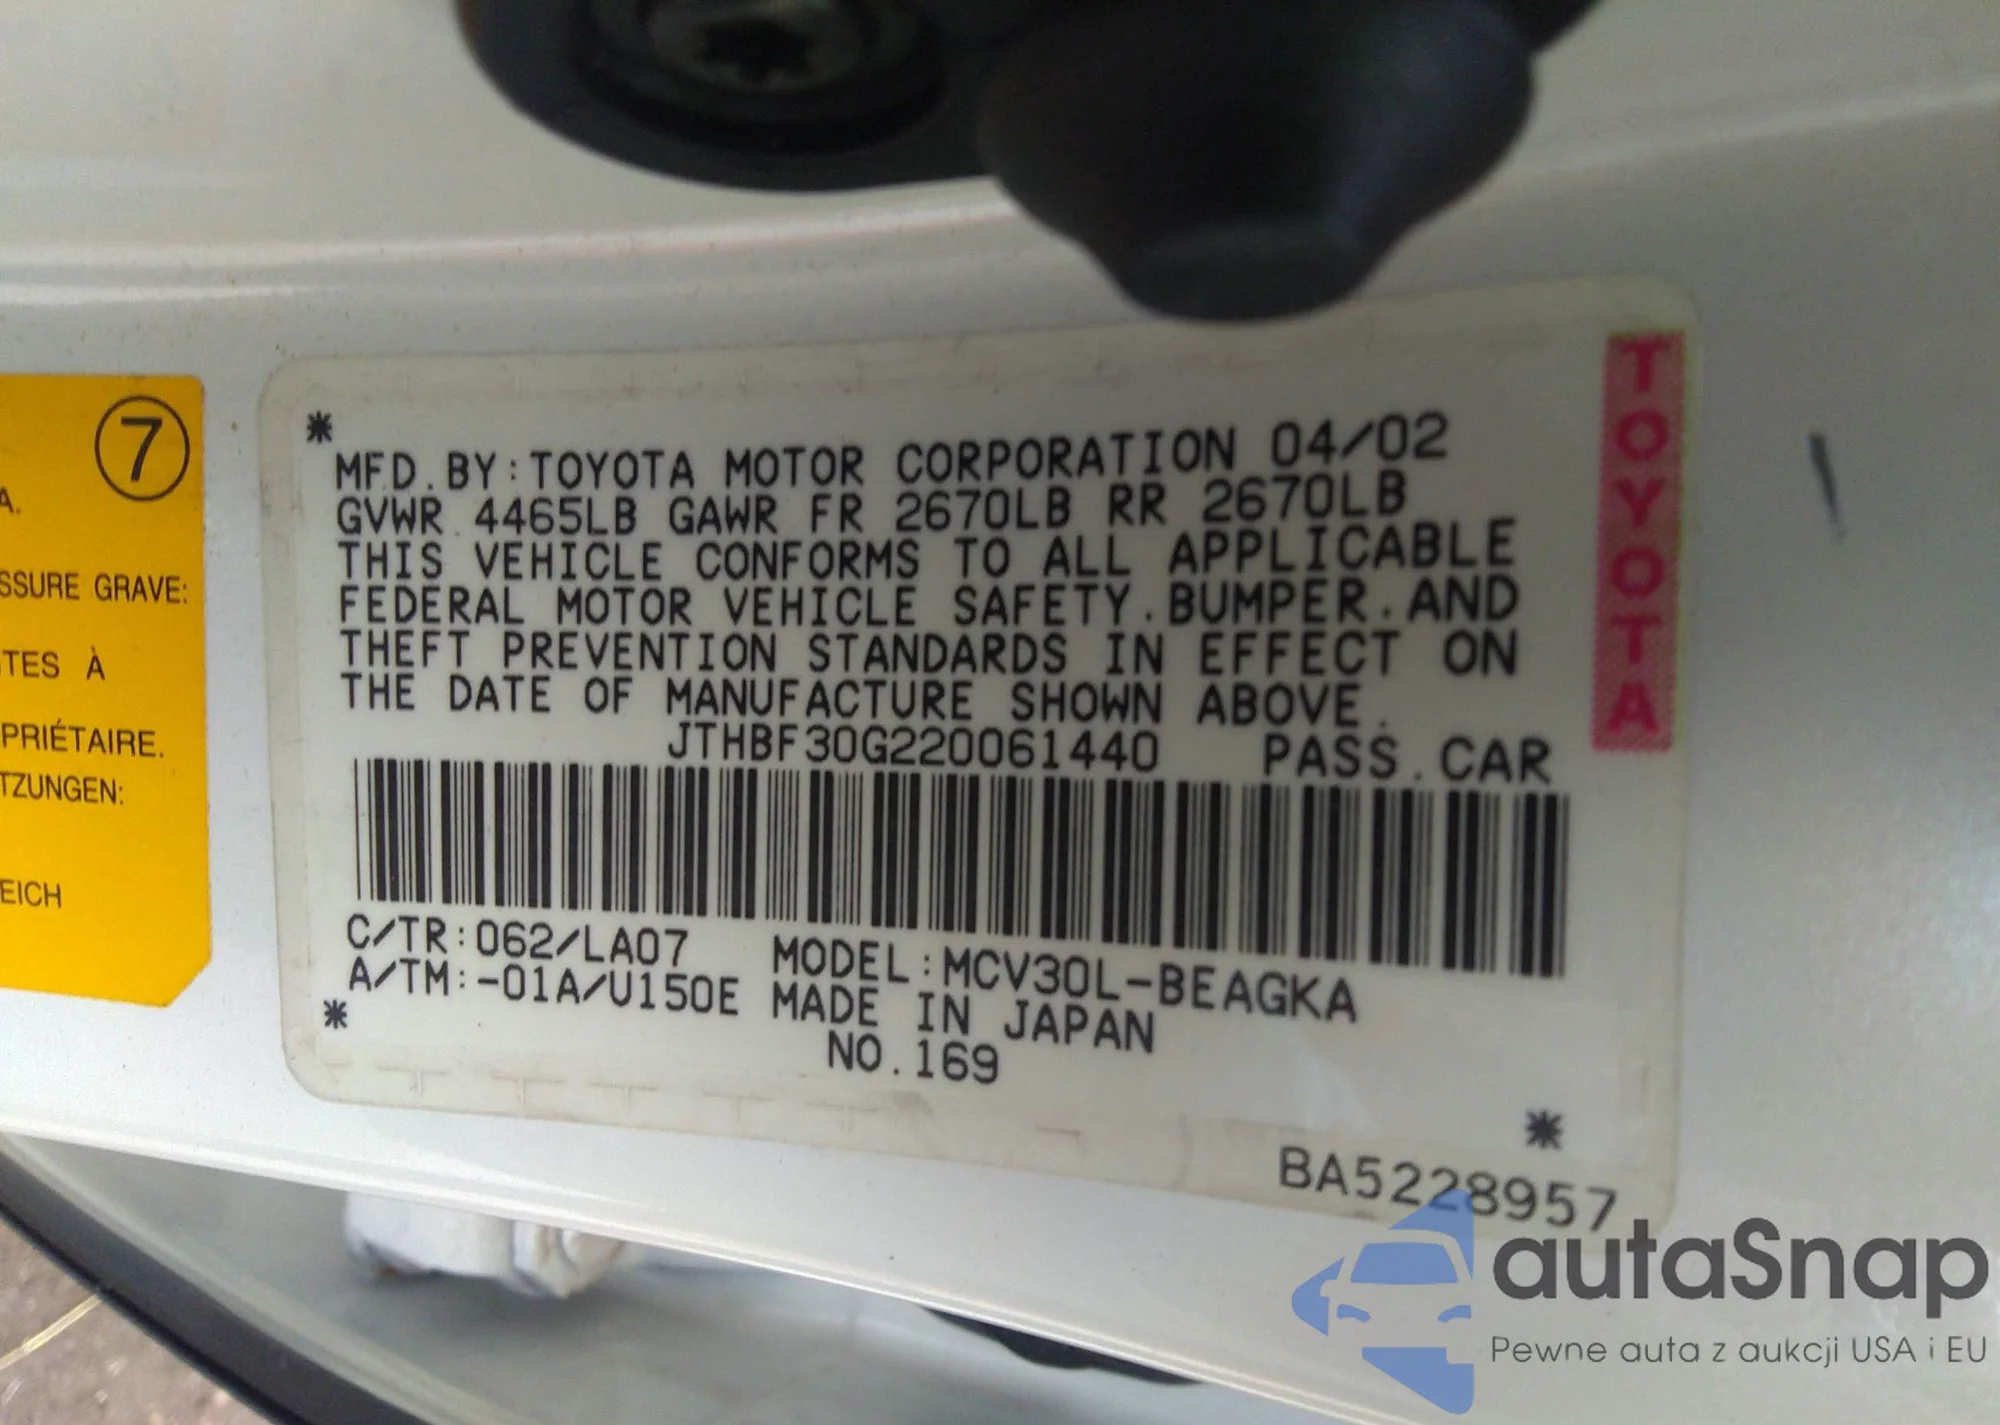 7
A.
SSURE GRAVE:
TES À
PRIÉTAIRE.
TZUNGEN:
EICH
*
MFD.BY:TOYOTA MOTOR CORPORATION 04/02
GVWR 4465LB GAWR FR 2670LB RR 2670LB
THIS VEHICLE CONFORMS TO ALL APPLICABLE
FEDERAL MOTOR VEHICLE SAFETY.BUMPER.AND
THEFT PREVENTION STANDARDS IN EFFECT ON
THE DATE OF MANUFACTURE SHOWN ABOVE.
JTHBF30G220061440 PASS.CAR
C/TR:062/LA07 MODEL:MCV30L-BEAGKA
A/TM:-01A/U150E MADE IN JAPAN
* NO.169
*
BA5228957
TOYOTA
autaSnap
Pewne auta z aukcji USA i EU